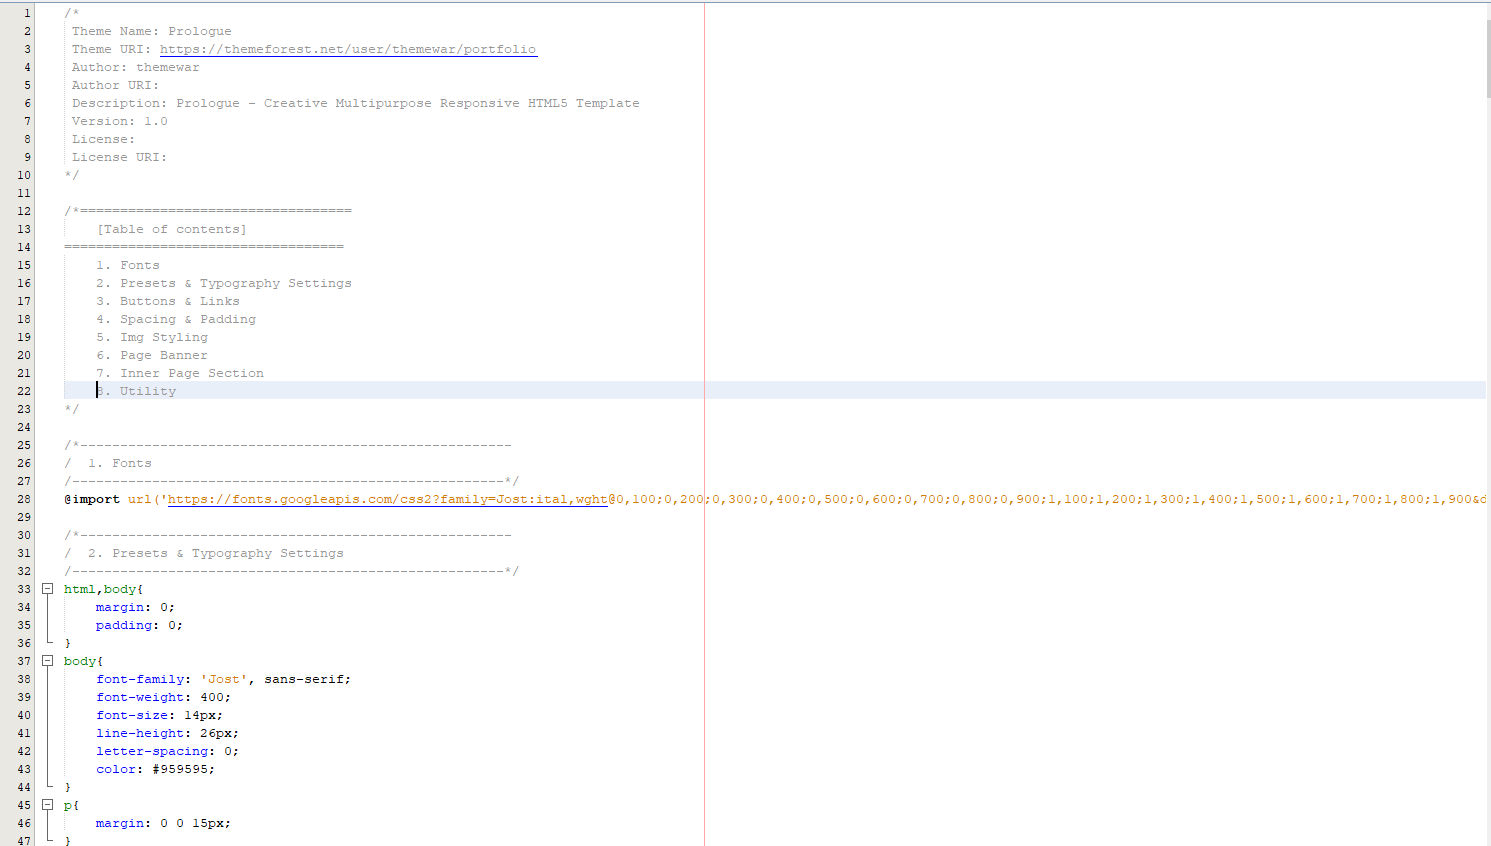 1 /*
2 Theme Name: Prologue
3 Theme URI: https://themeforest.net/user/themewar/portfolio
4 Author: themewar
5 Author URI:
6 Description: Prologue - Creative Multipurpose Responsive HTML5 Template
7 Version: 1.0
8 License:
9 License URI:
10 */
11
12 /*==================================
13 [Table of contents]
14 ===================================
15 1. Fonts
16 2. Presets & Typography Settings
17 3. Buttons & Links
18 4. Spacing & Padding
19 5. Img Styling
20 6. Page Banner
21 7. Inner Page Section
22 8. Utility
23 */
24
25 /*------------------------------------------------------
26 / 1. Fonts
27 /------------------------------------------------------*/
28 @import url('https://fonts.googleapis.com/css2?family=Jost:ital,wght@0,100;0,200;0,300;0,400;0,500;0,600;0,700;0,800;0,900;1,100;1,200;1,300;1,400;1,500;1,600;1,700;1,800;1,900&d
29
30 /*------------------------------------------------------
31 / 2. Presets & Typography Settings
32 /------------------------------------------------------*/
33 html,body{
34 margin: 0;
35 padding: 0;
36 }
37 body{
38 font-family: 'Jost', sans-serif;
39 font-weight: 400;
40 font-size: 14px;
41 line-height: 26px;
42 letter-spacing: 0;
43 color: #959595;
44 }
45 p{
46 margin: 0 0 15px;
47 }